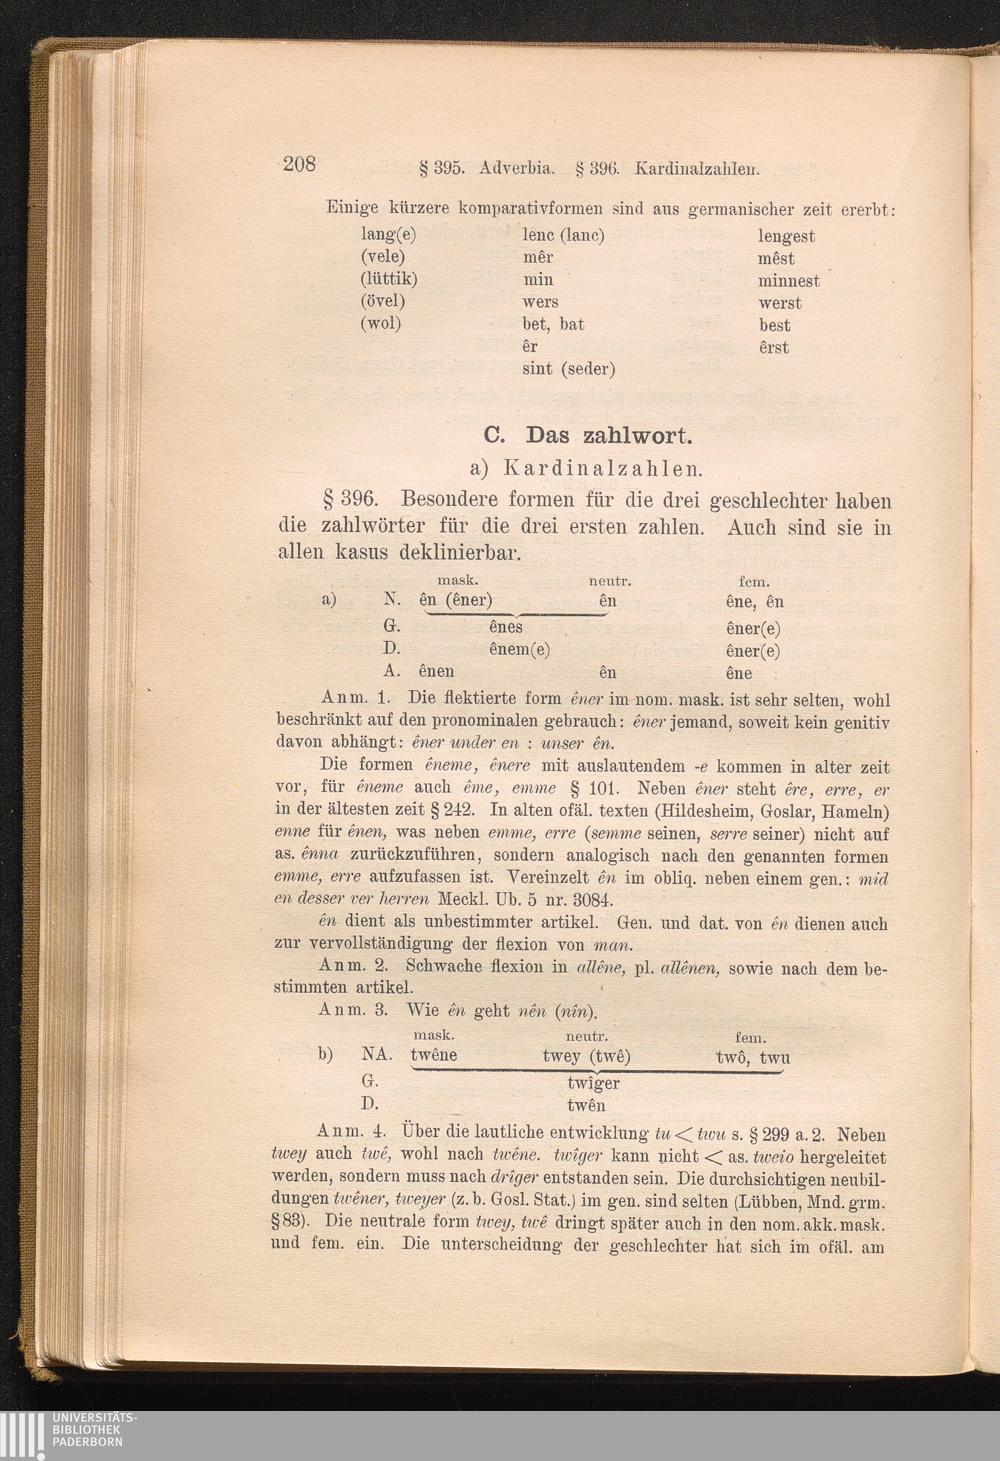 208 § 395. Adverbia. § 396. Kardinalzahlen.
Einige kürzere komparativformen sind aus germanischer zeit ererbt:
lang(e) lenc (lanc) lengest
(vele) mêr mêst
(lüttik) min minnest
(övel) wers werst
(wol) bet, bat best
êr êrst
sint (seder)
C. Das zahlwort.
a) Kardinalzahlen.
§ 396. Besondere formen für die drei geschlechter haben
die zahlwörter für die drei ersten zahlen. Auch sind sie in
allen kasus deklinierbar.
mask. neutr. fem.
a) N. ên (êner) ên êne, ên
G. ênes êner(e)
D. ênem(e) êner(e)
A. ênen ên êne
Anm. 1. Die flektierte form êner im nom. mask. ist sehr selten, wohl
beschränkt auf den pronominalen gebrauch: êner jemand, soweit kein genitiv
davon abhängt: êner under en : unser ên.
Die formen êneme, ênere mit auslautendem -e kommen in alter zeit
vor, für êneme auch ême, emme § 101. Neben êner steht êre, erre, er
in der ältesten zeit § 242. In alten ofäl. texten (Hildesheim, Goslar, Hameln)
enne für ênen, was neben emme, erre (semme seinen, serre seiner) nicht auf
as. ênna zurückzuführen, sondern analogisch nach den genannten formen
emme, erre aufzufassen ist. Vereinzelt ên im obliq. neben einem gen.: mid
en desser ver herren Meckl. Ub. 5 nr. 3084.
ên dient als unbestimmter artikel. Gen. und dat. von ên dienen auch
zur vervollständigung der flexion von man.
Anm. 2. Schwache flexion in allêne, pl. allênen, sowie nach dem be-
stimmten artikel.
Anm. 3. Wie ên geht nên (nîn).
mask. neutr. fem.
b) NA. twêne twey (twê) twô, twu
G. twîger
D. twên
Anm. 4. Über die lautliche entwicklung tu < twu s. § 299 a. 2. Neben
twey auch twê, wohl nach twêne. twîger kann nicht < as. tweio hergeleitet
werden, sondern muss nach drîger entstanden sein. Die durchsichtigen neubil-
dungen twêner, tweyer (z. b. Gosl. Stat.) im gen. sind selten (Lübben, Mnd. grm.
§ 83). Die neutrale form twey, twê dringt später auch in den nom. akk. mask.
und fem. ein. Die unterscheidung der geschlechter hat sich im ofäl. am
UNIVERSITÄTS-
BIBLIOTHEK
PADERBORN